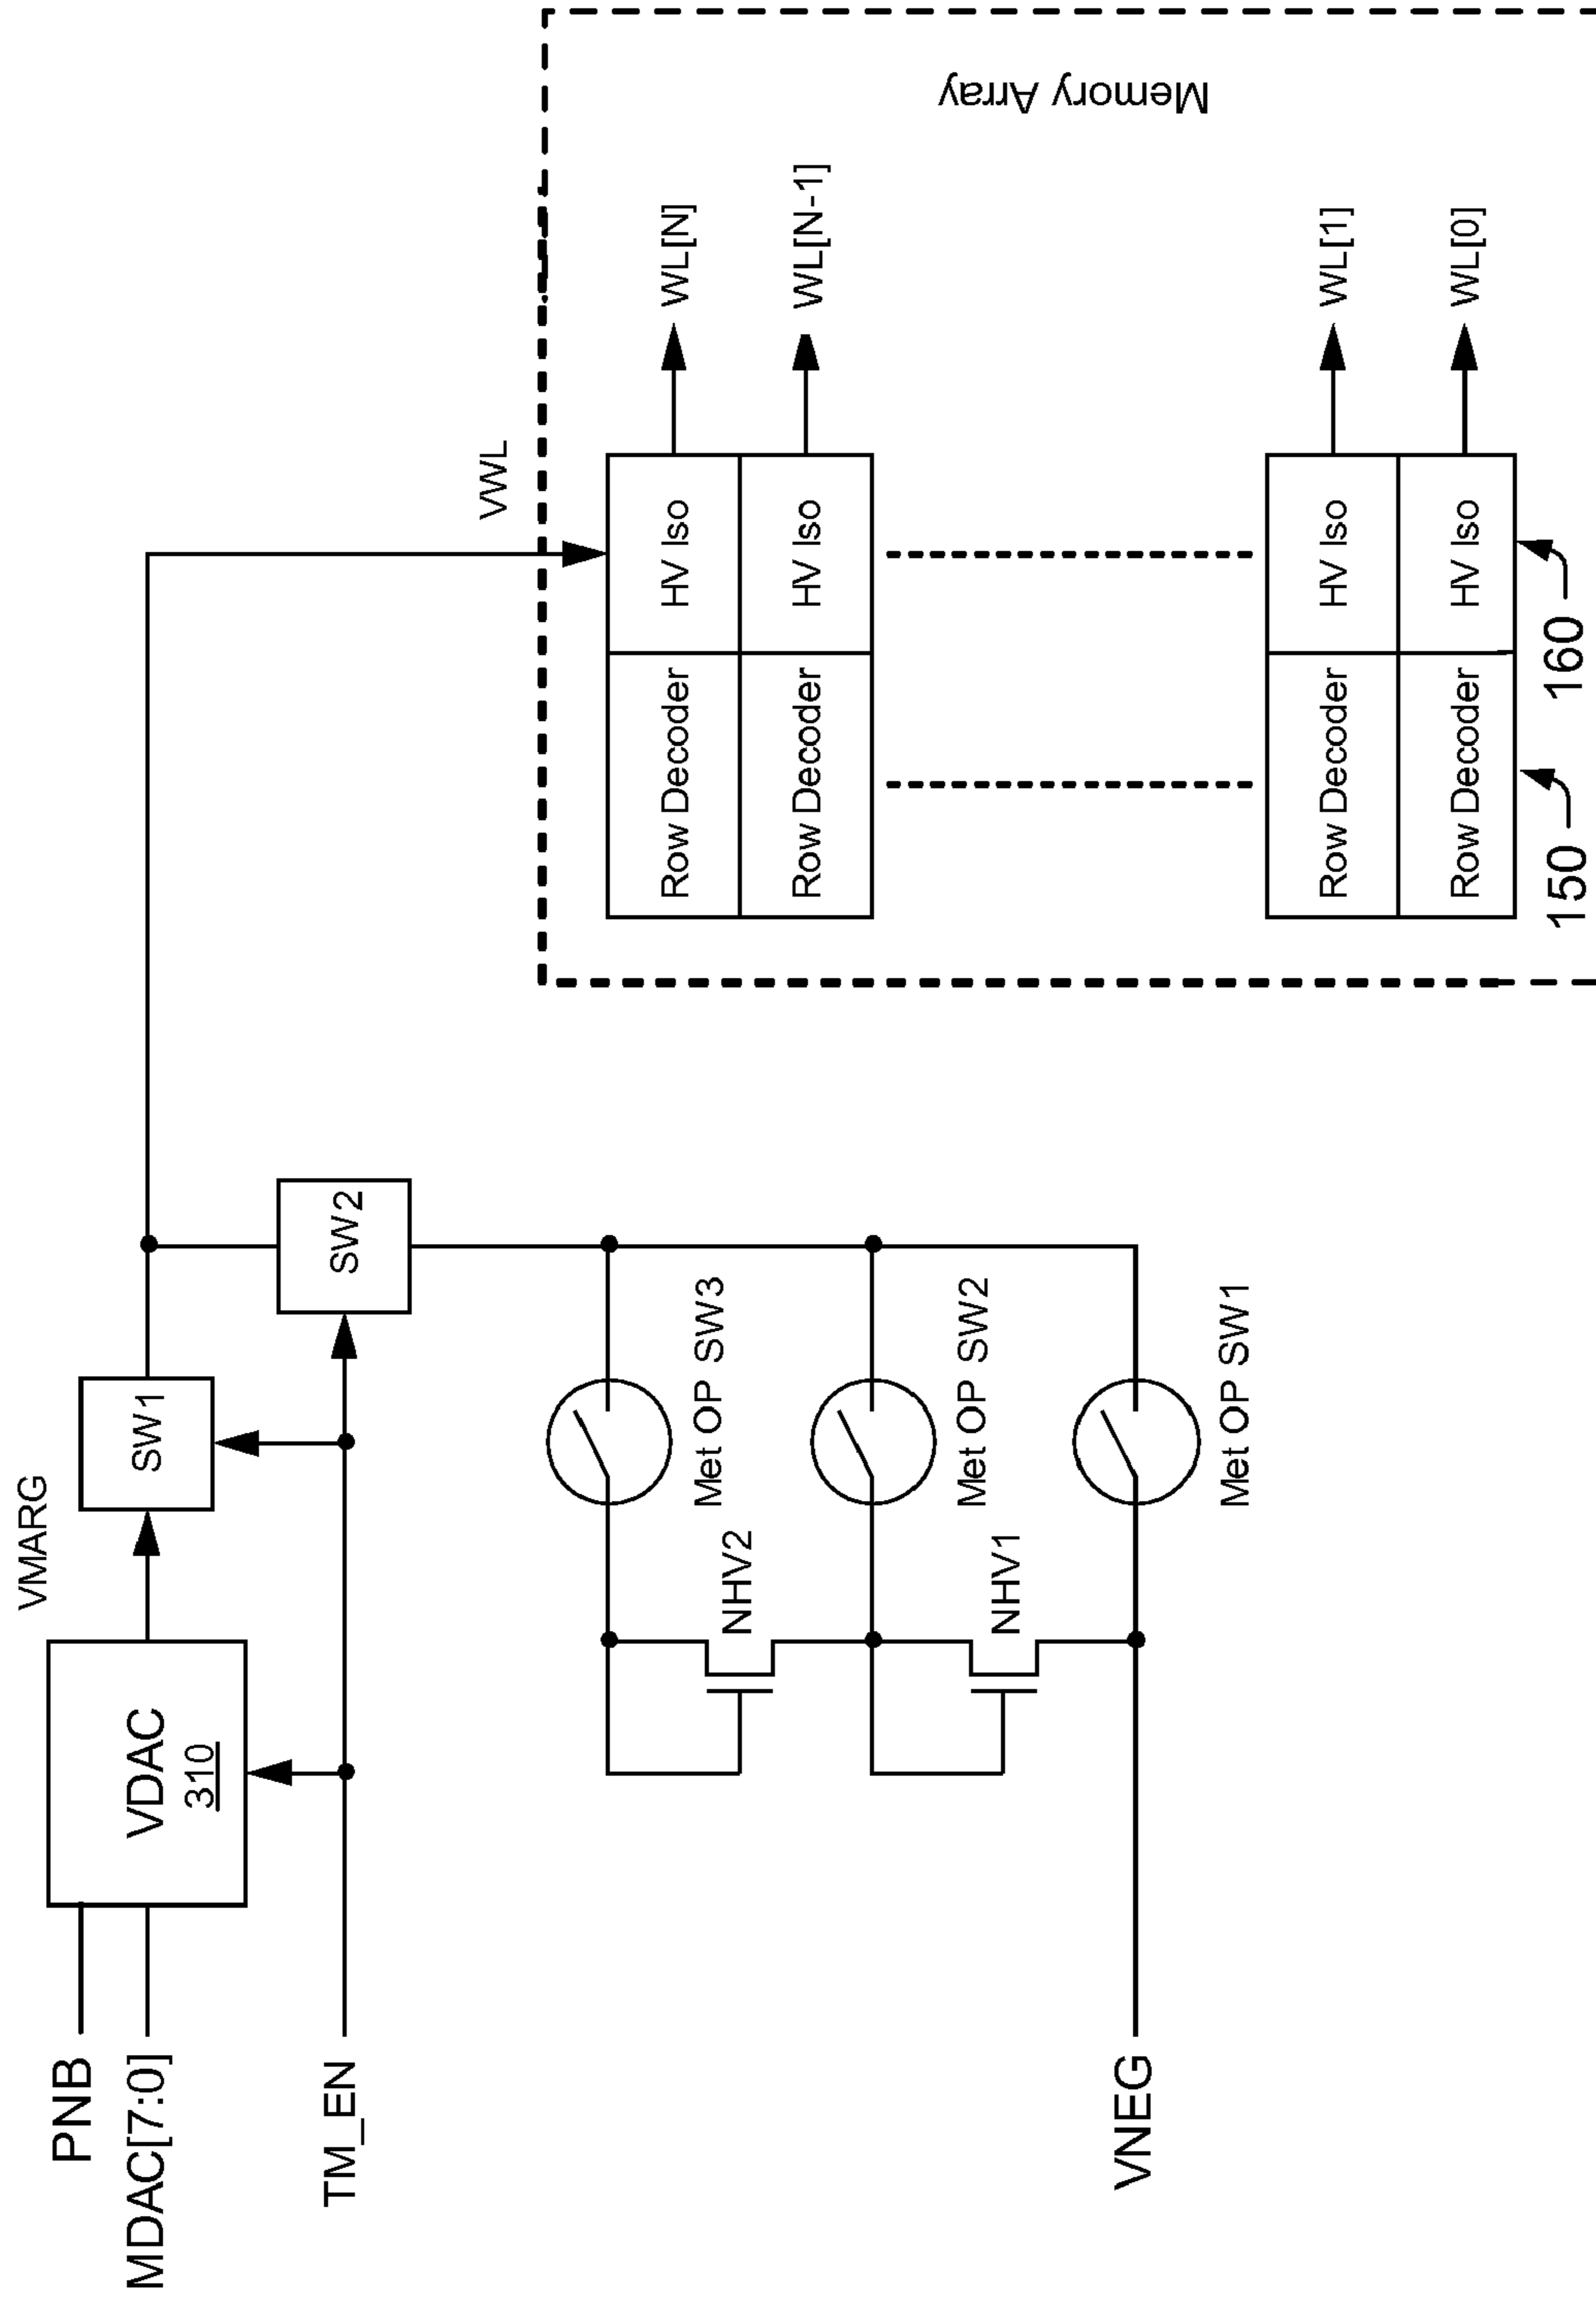 PNB
MDAC[7:0]
TM_EN
VNEG
VDAC
310
VMARG
SW1
SW2
NHV2
NHV1
Met OP SW3
Met OP SW2
Met OP SW1
VWL
Row Decoder
HV Iso
WL[N]
Row Decoder
HV Iso
WL[N-1]
Row Decoder
HV Iso
WL[1]
Row Decoder
HV Iso
WL[0]
150
160
Memory Array